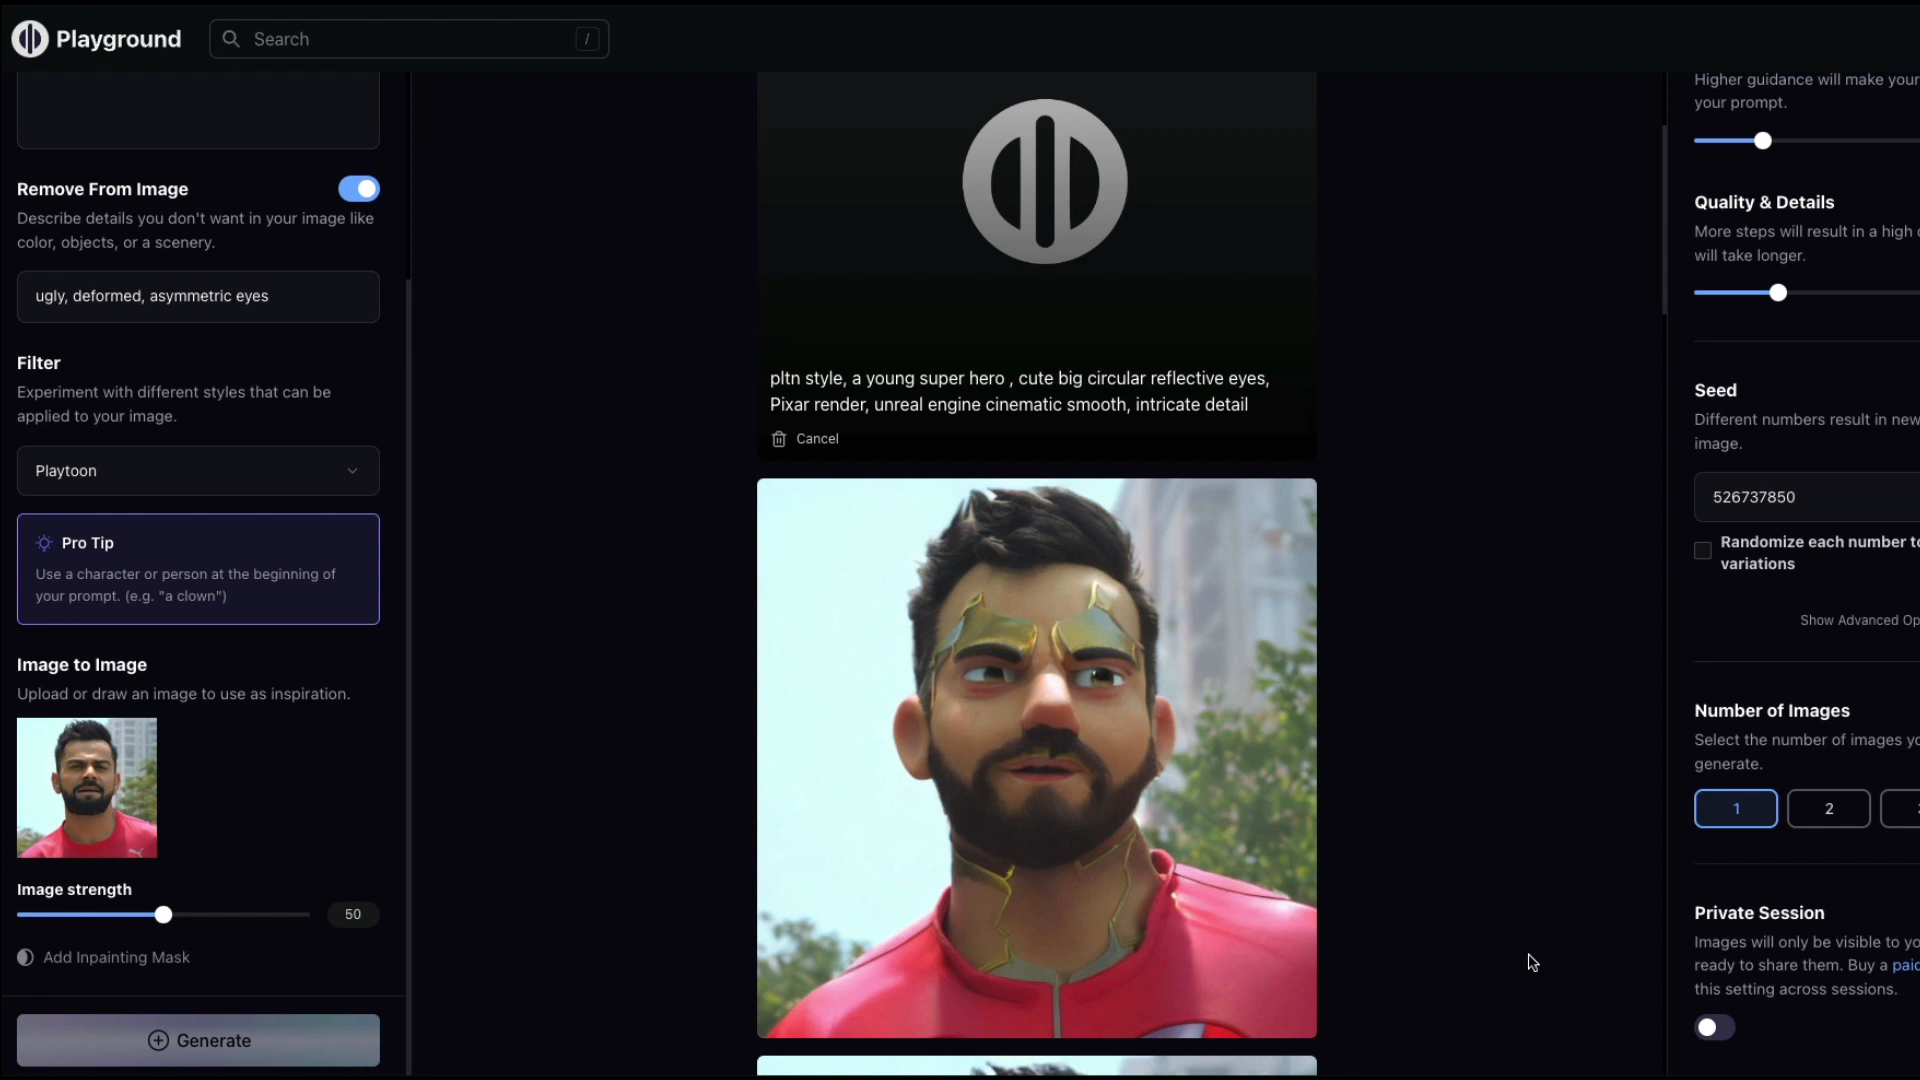 Playground
Search
/
Remove From Image
Describe details you don't want in your image like
color, objects, or a scenery.
ugly, deformed, asymmetric eyes
Filter
Experiment with different styles that can be
applied to your image.
Playtoon
Pro Tip
Use a character or person at the beginning of
your prompt. (e.g. "a clown")
Image to Image
Upload or draw an image to use as inspiration.
Image strength
50
Add Inpainting Mask
Generate
pltn style, a young super hero , cute big circular reflective eyes,
Pixar render, unreal engine cinematic smooth, intricate detail
Cancel
Higher guidance will make your
your prompt.
Quality & Details
More steps will result in a high
will take longer.
Seed
Different numbers result in new
image.
526737850
Randomize each number to
variations
Show Advanced Op
Number of Images
Select the number of images yo
generate.
1
2
Private Session
Images will only be visible to yo
ready to share them. Buy a paid
this setting across sessions.